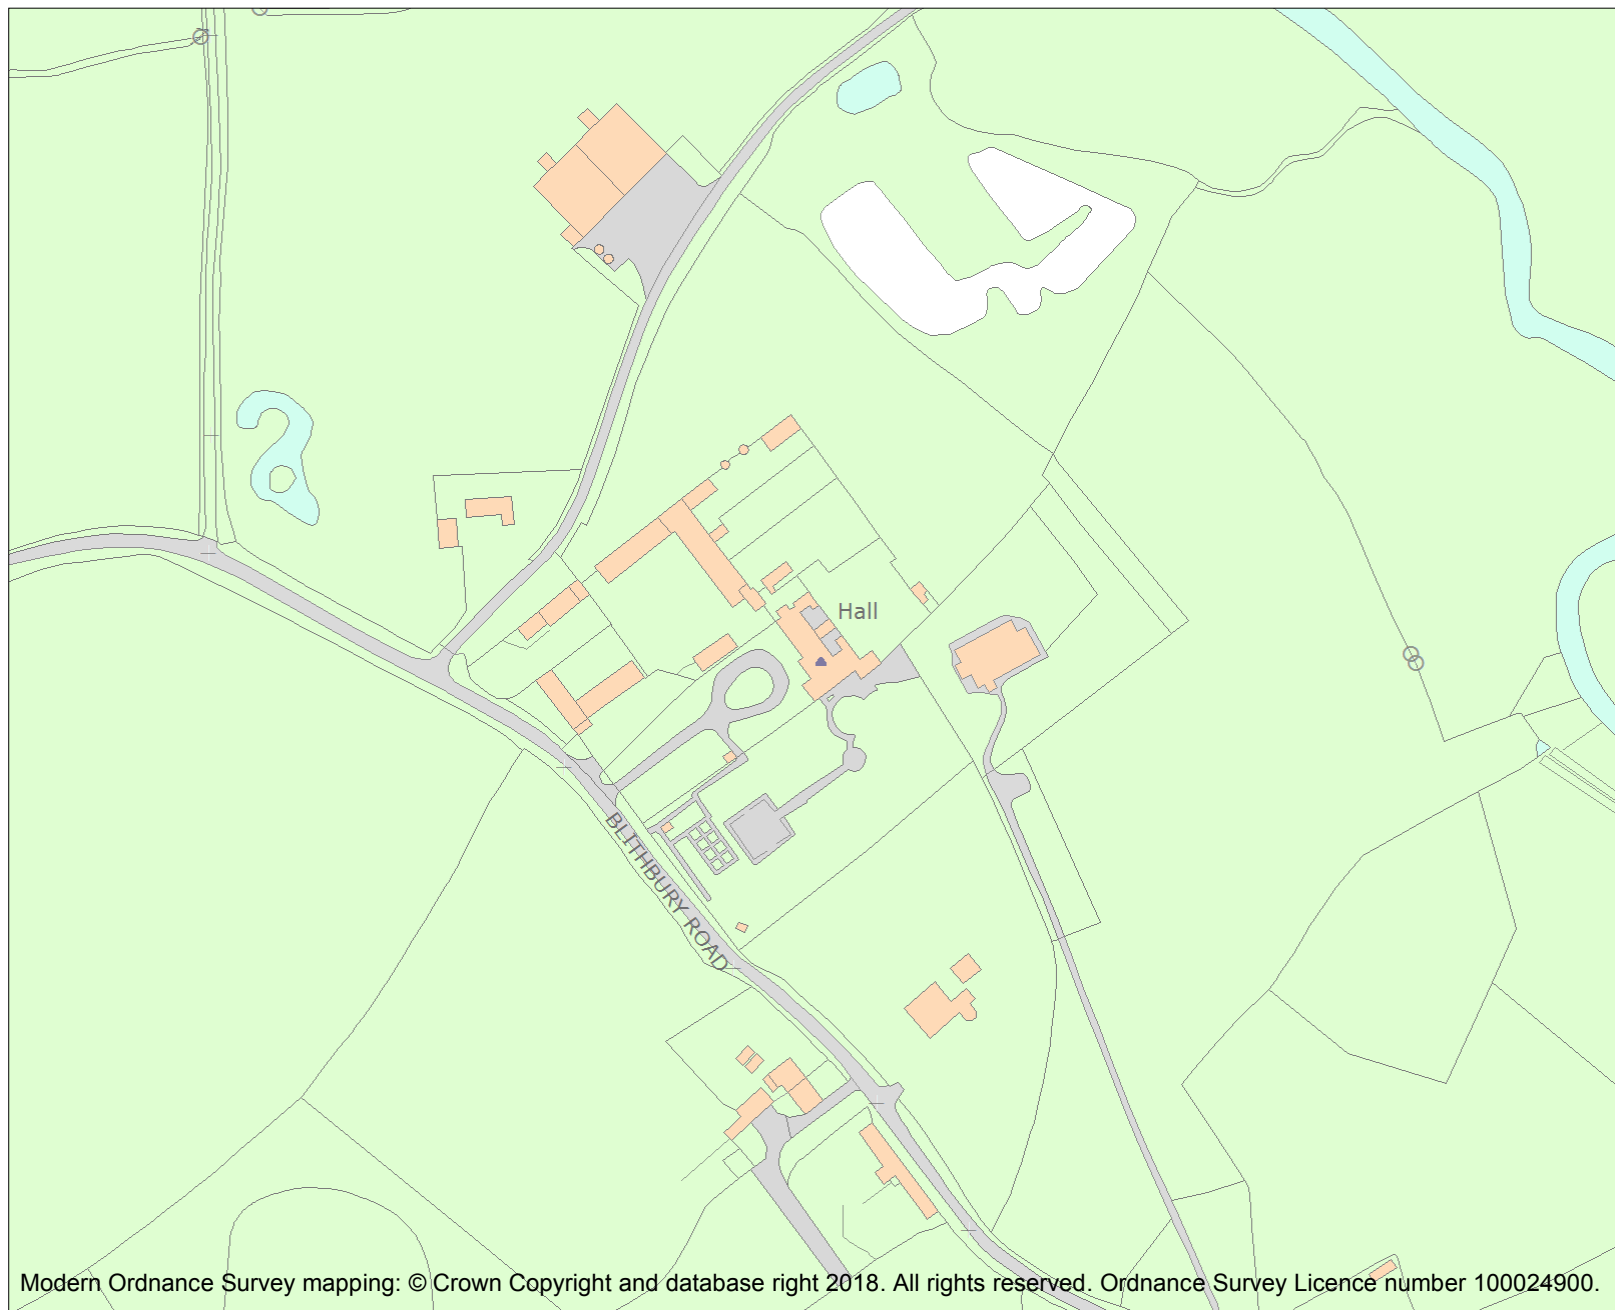 Hall
BLITHBURY ROAD
Modern Ordnance Survey mapping: © Crown Copyright and database right 2018. All rights reserved. Ordnance Survey Licence number 100024900.